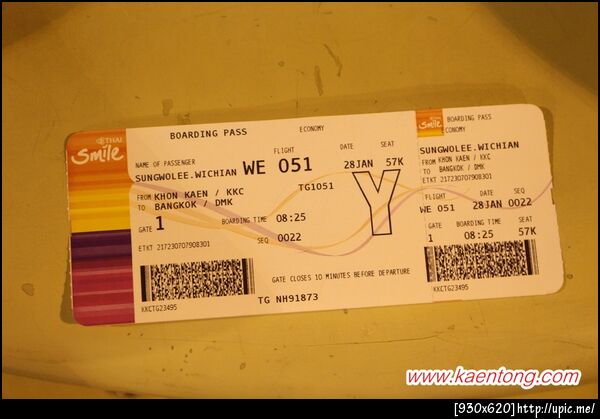 THAI
Smile
BOARDING PASS
ECONOMY
NAME OF PASSENGER
SUNGWOLEE.WICHIAN
FLIGHT
WE 051
TG1051
DATE
28JAN
SEAT
57K
FROM KHON KAEN / KKC
TO BANGKOK / DMK
GATE 1
BOARDING TIME 08:25
ETKT 217230707908301
SEQ 0022
Y
GATE CLOSES 10 MINUTES BEFORE DEPARTURE
KKCTG23495
TG NH91873
Smile
BOARDING PASS
ECONOMY
SUNGWOLEE.WICHIAN
FROM KHON KAEN / KKC
TO BANGKOK / DMK
ETKT 217230707908301
FLIGHT DATE SEQ
WE 051 28JAN 0022
GATE BOARDING TIME SEAT
1 08:25 57K
KKCTG23495
www.kaentong.com
[930x620]http://upic.me/